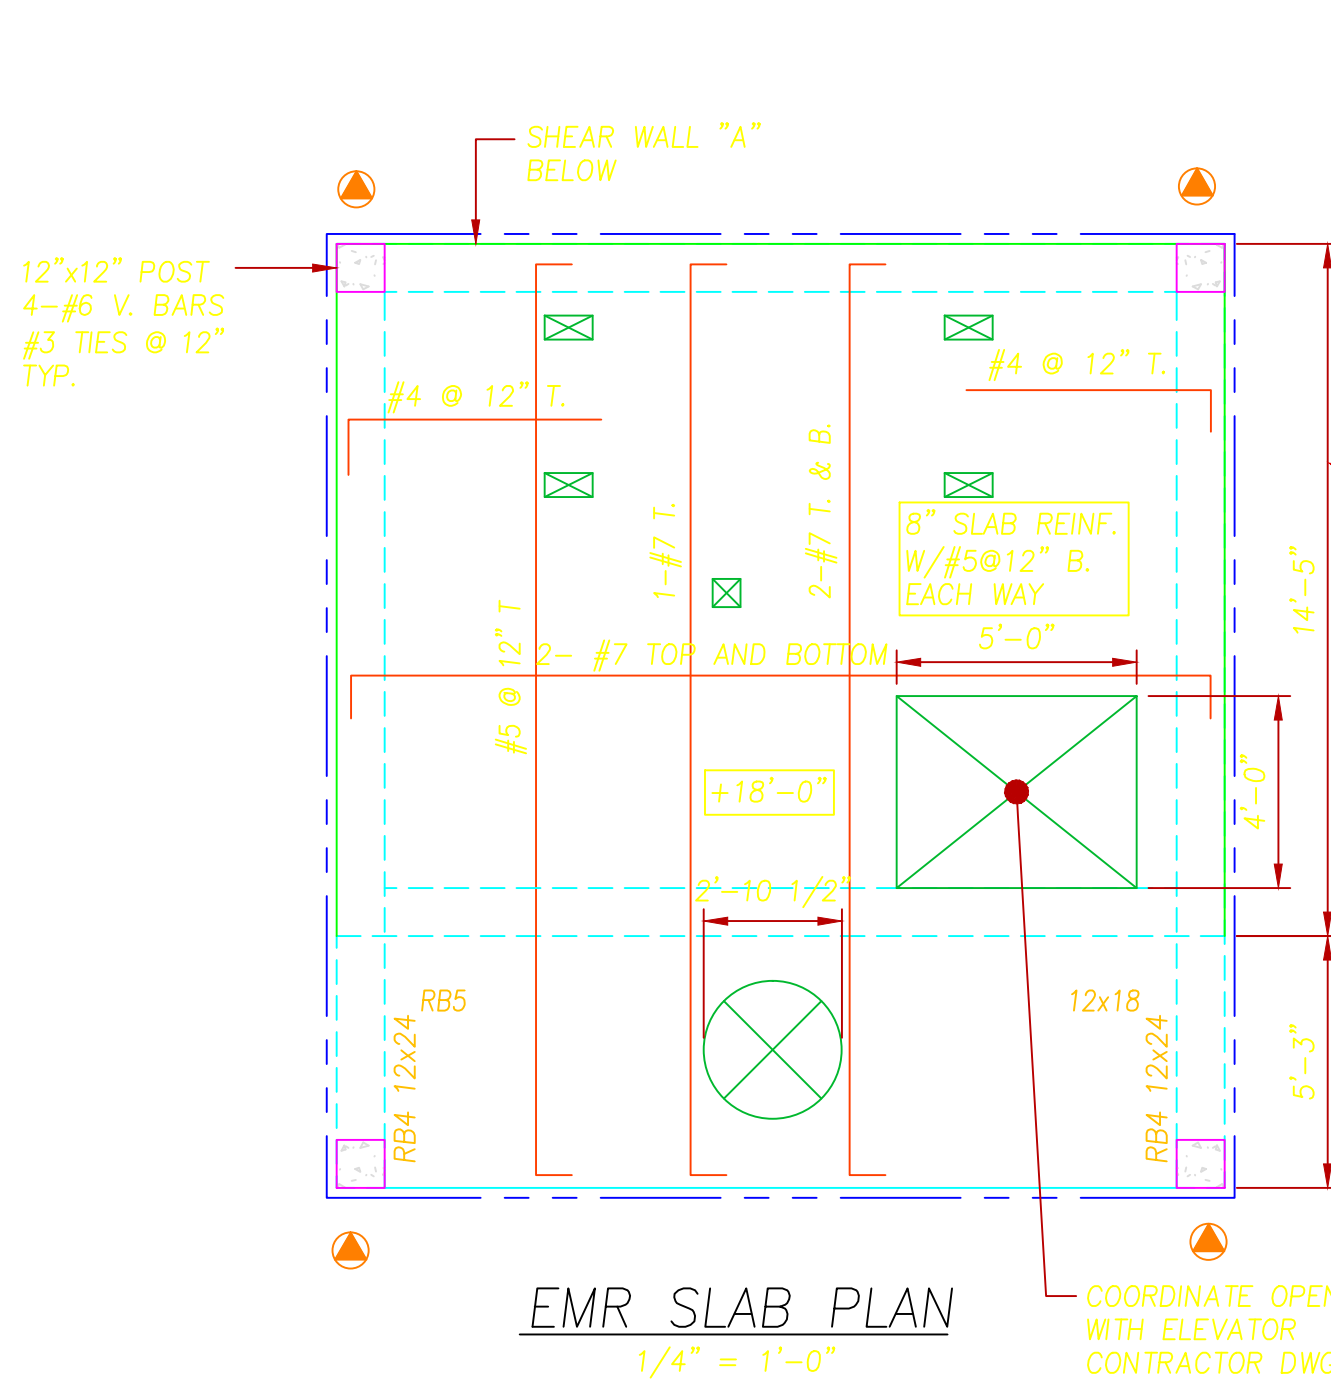 SHEAR WALL "A"
BELOW
12"x12" POST
4-#6 V. BARS
#3 TIES @ 12"
TYP.
#4 @ 12" T.
#4 @ 12" T.
#5 @ 12" T
1-#7 T.
2-#7 T. & B.
8" SLAB REINF.
W/#5@12" B.
EACH WAY
14'-5"
5'-0"
2- #7 TOP AND BOTTOM
4'-0"
+18'-0"
2'-10 1/2"
RB5
12x18
RB4 12x24
RB4 12x24
5'-3"
COORDINATE OPEN
WITH ELEVATOR
CONTRACTOR DWG
EMR SLAB PLAN
1/4" = 1'-0"